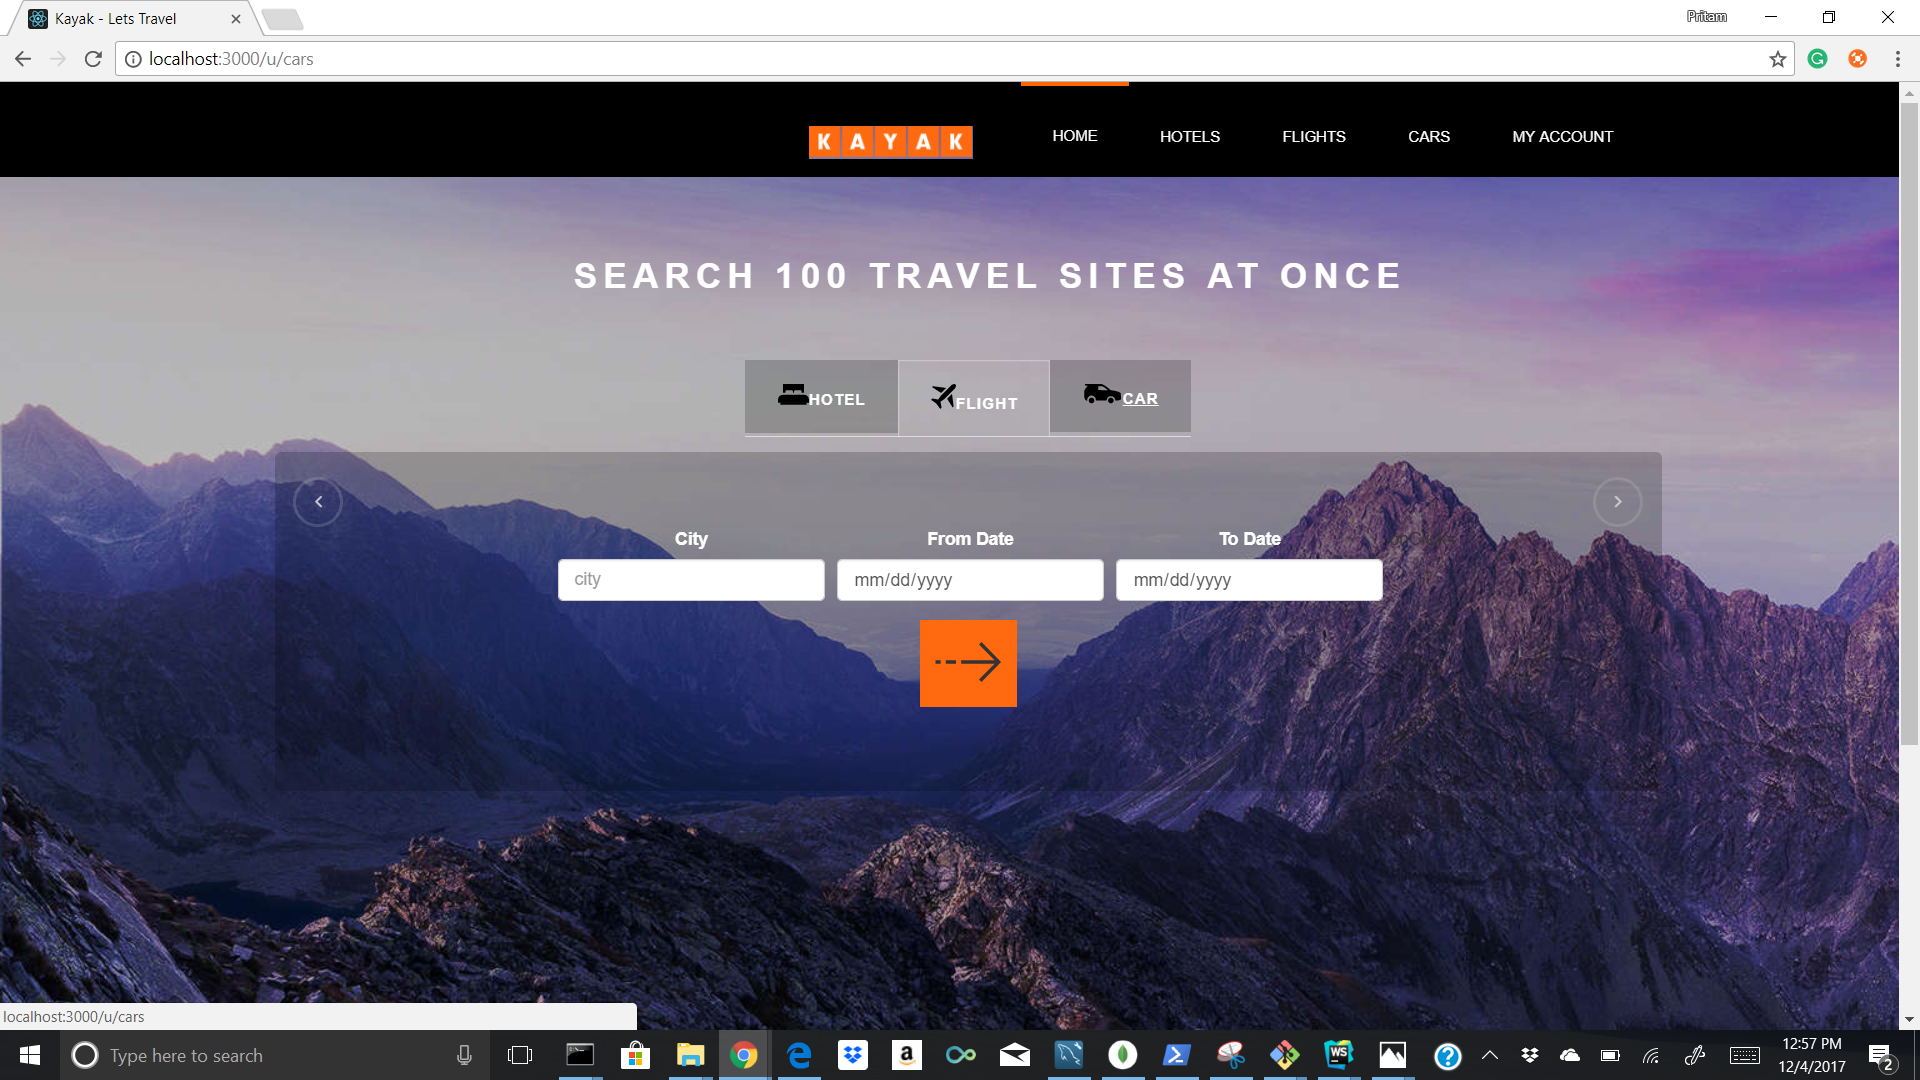 Kayak - Lets Travel
Pritam
localhost:3000/u/cars
KAYAK
HOME
HOTELS
FLIGHTS
CARS
MY ACCOUNT
SEARCH 100 TRAVEL SITES AT ONCE
HOTEL
FLIGHT
CAR
City
From Date
To Date
city
mm/dd/yyyy
mm/dd/yyyy
localhost:3000/u/cars
Type here to search
a
WS
?
12:57 PM
12/4/2017
2